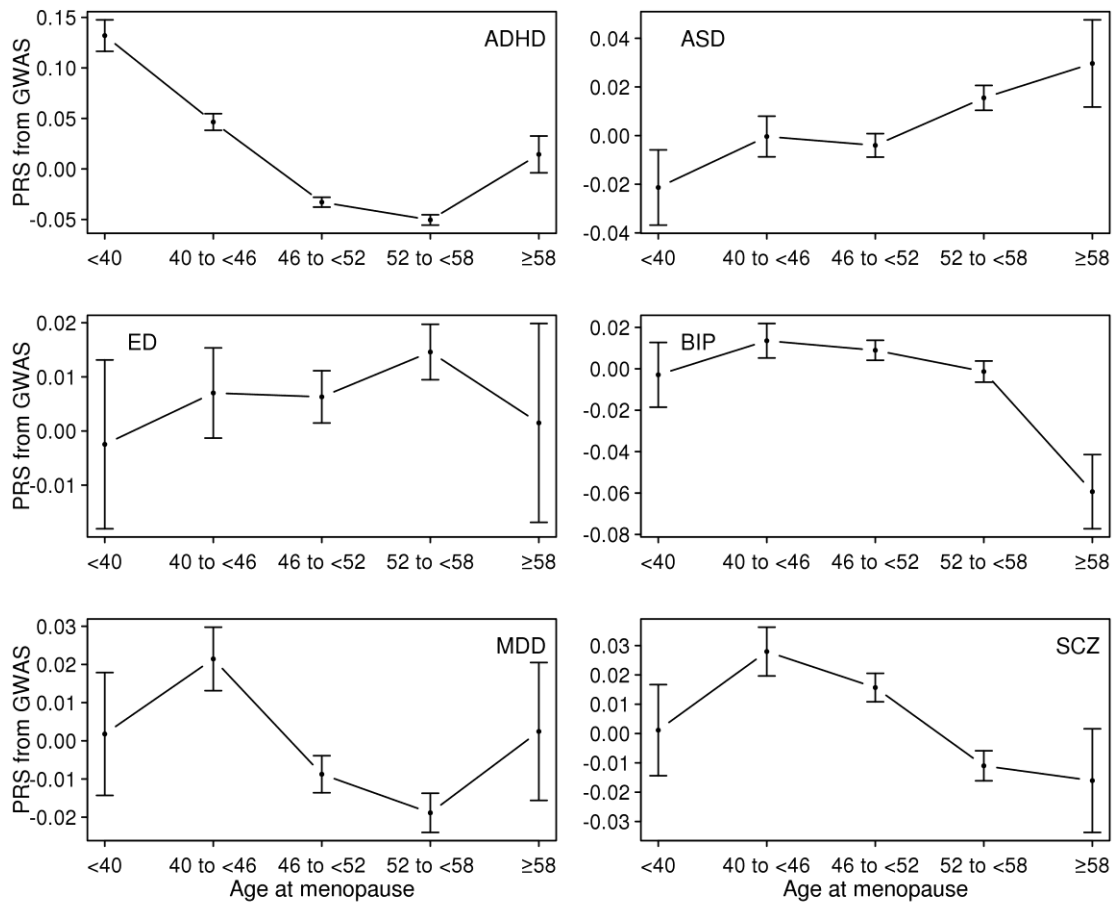 PRS from GWAS
0.15
0.10
0.05
0.00
-0.05
ADHD
<40 40 to <46 46 to <52 52 to <58 ≥58
0.04
0.02
0.00
-0.02
-0.04
ASD
<40 40 to <46 46 to <52 52 to <58 ≥58
PRS from GWAS
0.02
0.01
0.00
-0.01
ED
<40 40 to <46 46 to <52 52 to <58 ≥58
0.02
0.00
-0.02
-0.04
-0.06
-0.08
BIP
<40 40 to <46 46 to <52 52 to <58 ≥58
PRS from GWAS
0.03
0.02
0.01
0.00
-0.01
-0.02
MDD
<40 40 to <46 46 to <52 52 to <58 ≥58
Age at menopause
0.03
0.02
0.01
0.00
-0.01
-0.02
-0.03
SCZ
<40 40 to <46 46 to <52 52 to <58 ≥58
Age at menopause